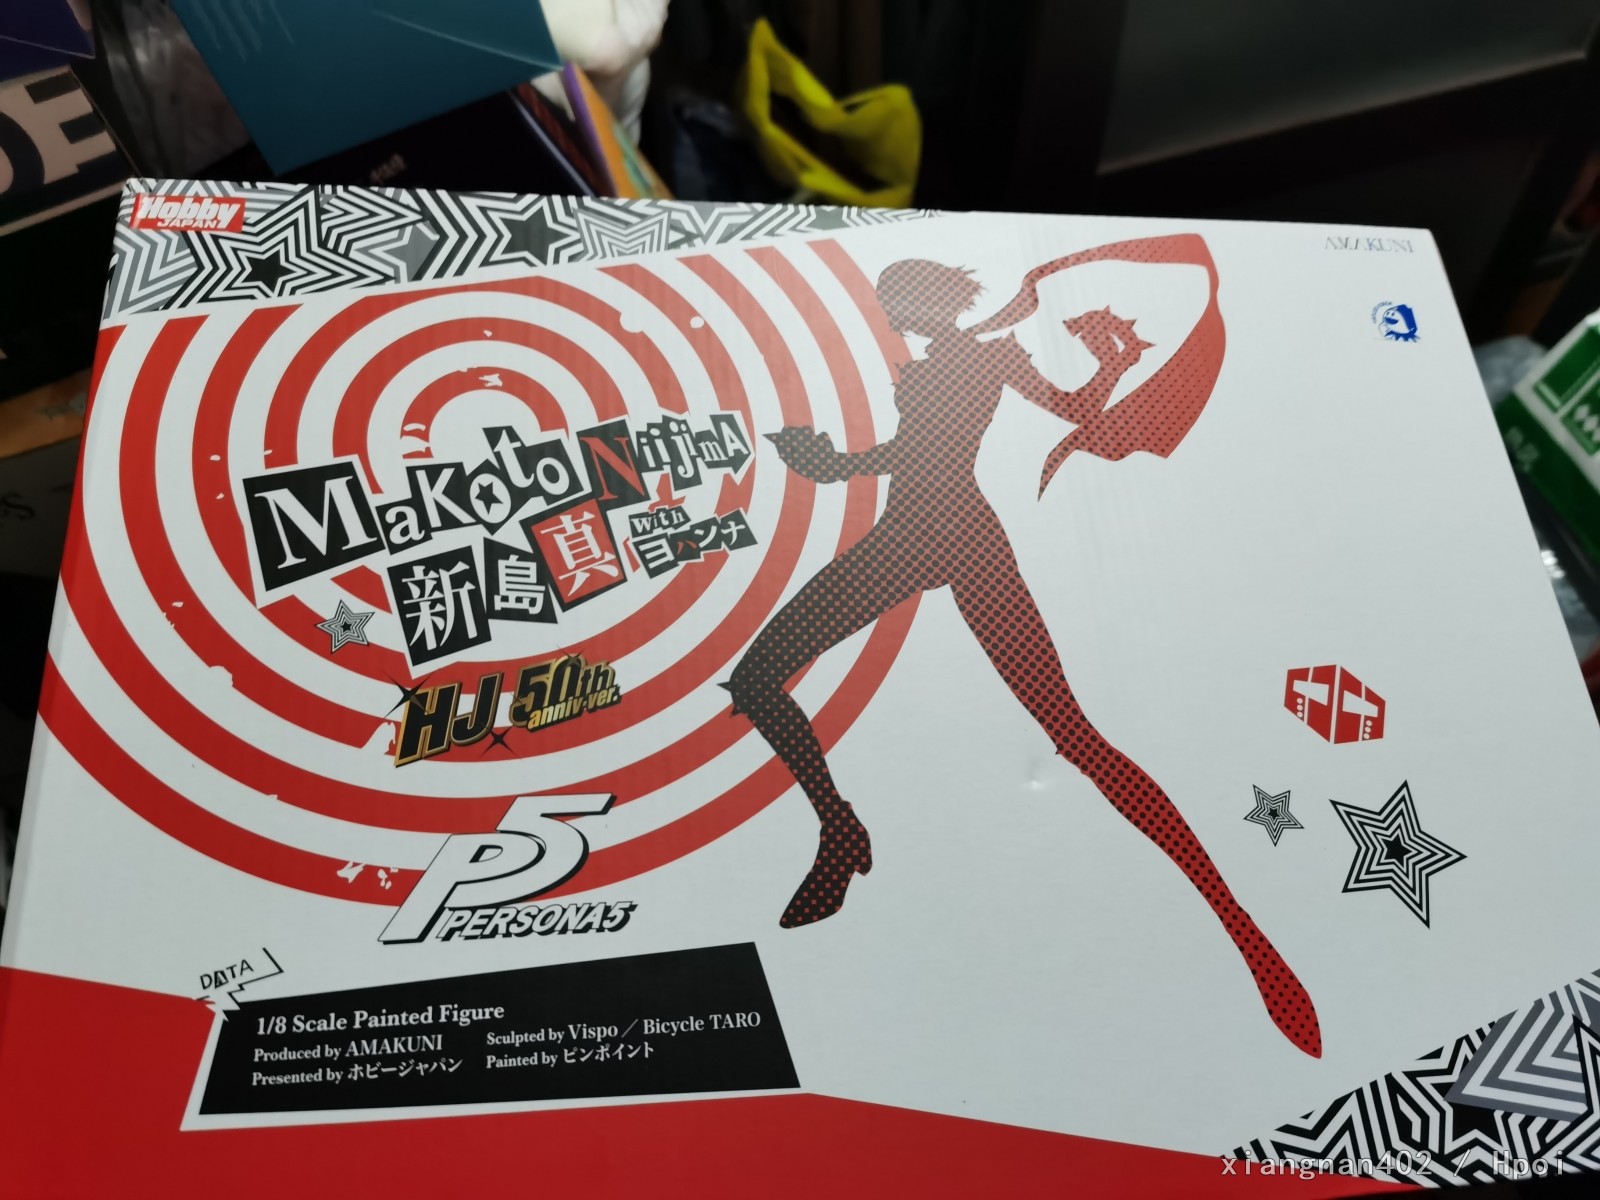 Hobby
JAPAN
AMAKUNI
Makoto Niijima
新島真 With ヨハンナ
HJ 50th
anniv.ver.
P5
PERSONA5
DATA
1/8 Scale Painted Figure
Produced by AMAKUNI
Sculpted by Vispo／Bicycle TARO
Presented by ホビージャパン
Painted by ピンポイント
xiangnan402 / Hpoi